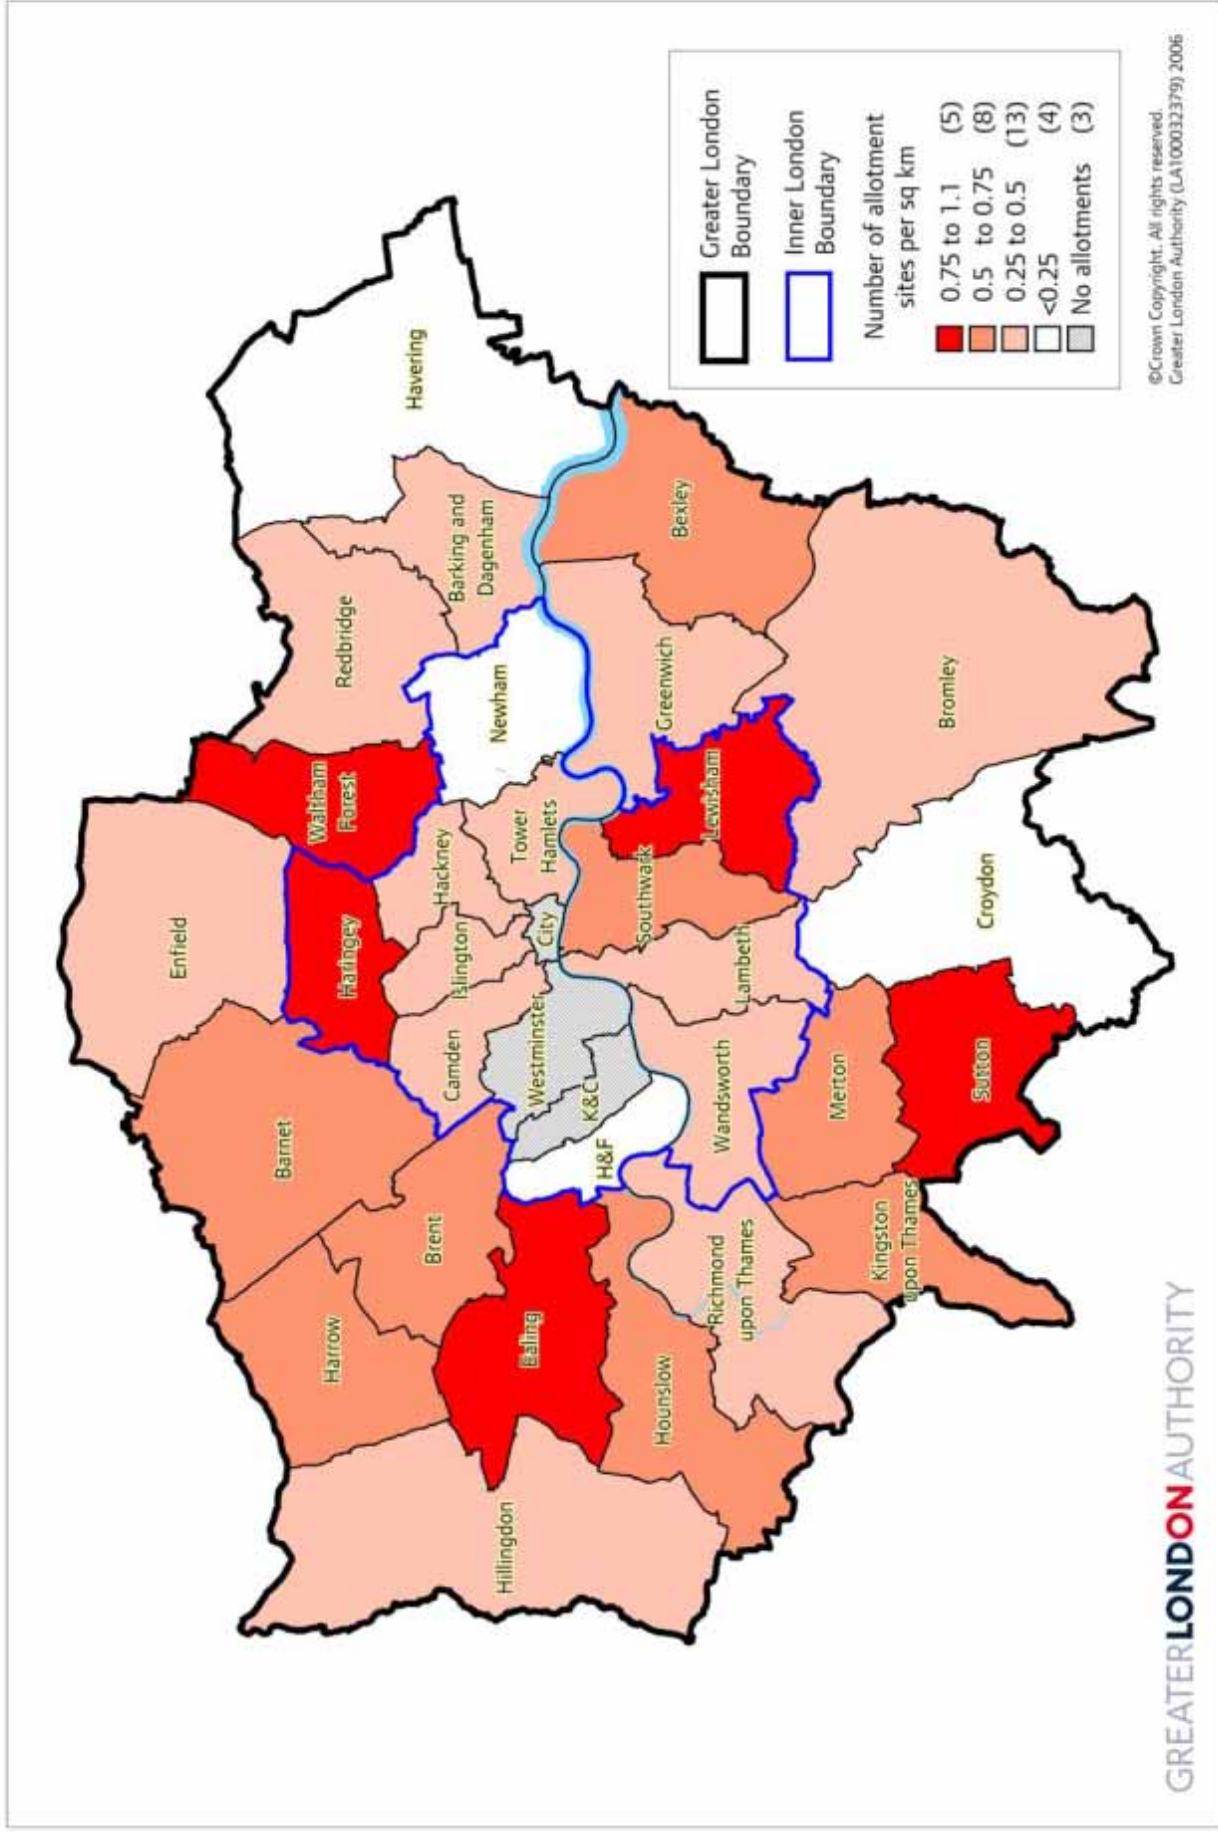 Enfield
Barnet
Haringey
Waltham
Forest
Redbridge
Havering
Harrow
Brent
Camden
Islington
Hackney
Barking and
Dagenham
Hillingdon
Ealing
Westminster
K&C
H&F
City
Tower
Hamlets
Newham
Hounslow
Richmond
upon Thames
Wandsworth
Lambeth
Southwark
Lewisham
Greenwich
Bexley
Kingston
upon Thames
Merton
Sutton
Croydon
Bromley
Greater London
Boundary
Inner London
Boundary
Number of allotment
sites per sq km
0.75 to 1.1 (5)
0.5 to 0.75 (8)
0.25 to 0.5 (13)
<0.25 (4)
No allotments (3)
©Crown Copyright. All rights reserved.
Greater London Authority (LA100032379) 2006
GREATERLONDONAUTHORITY